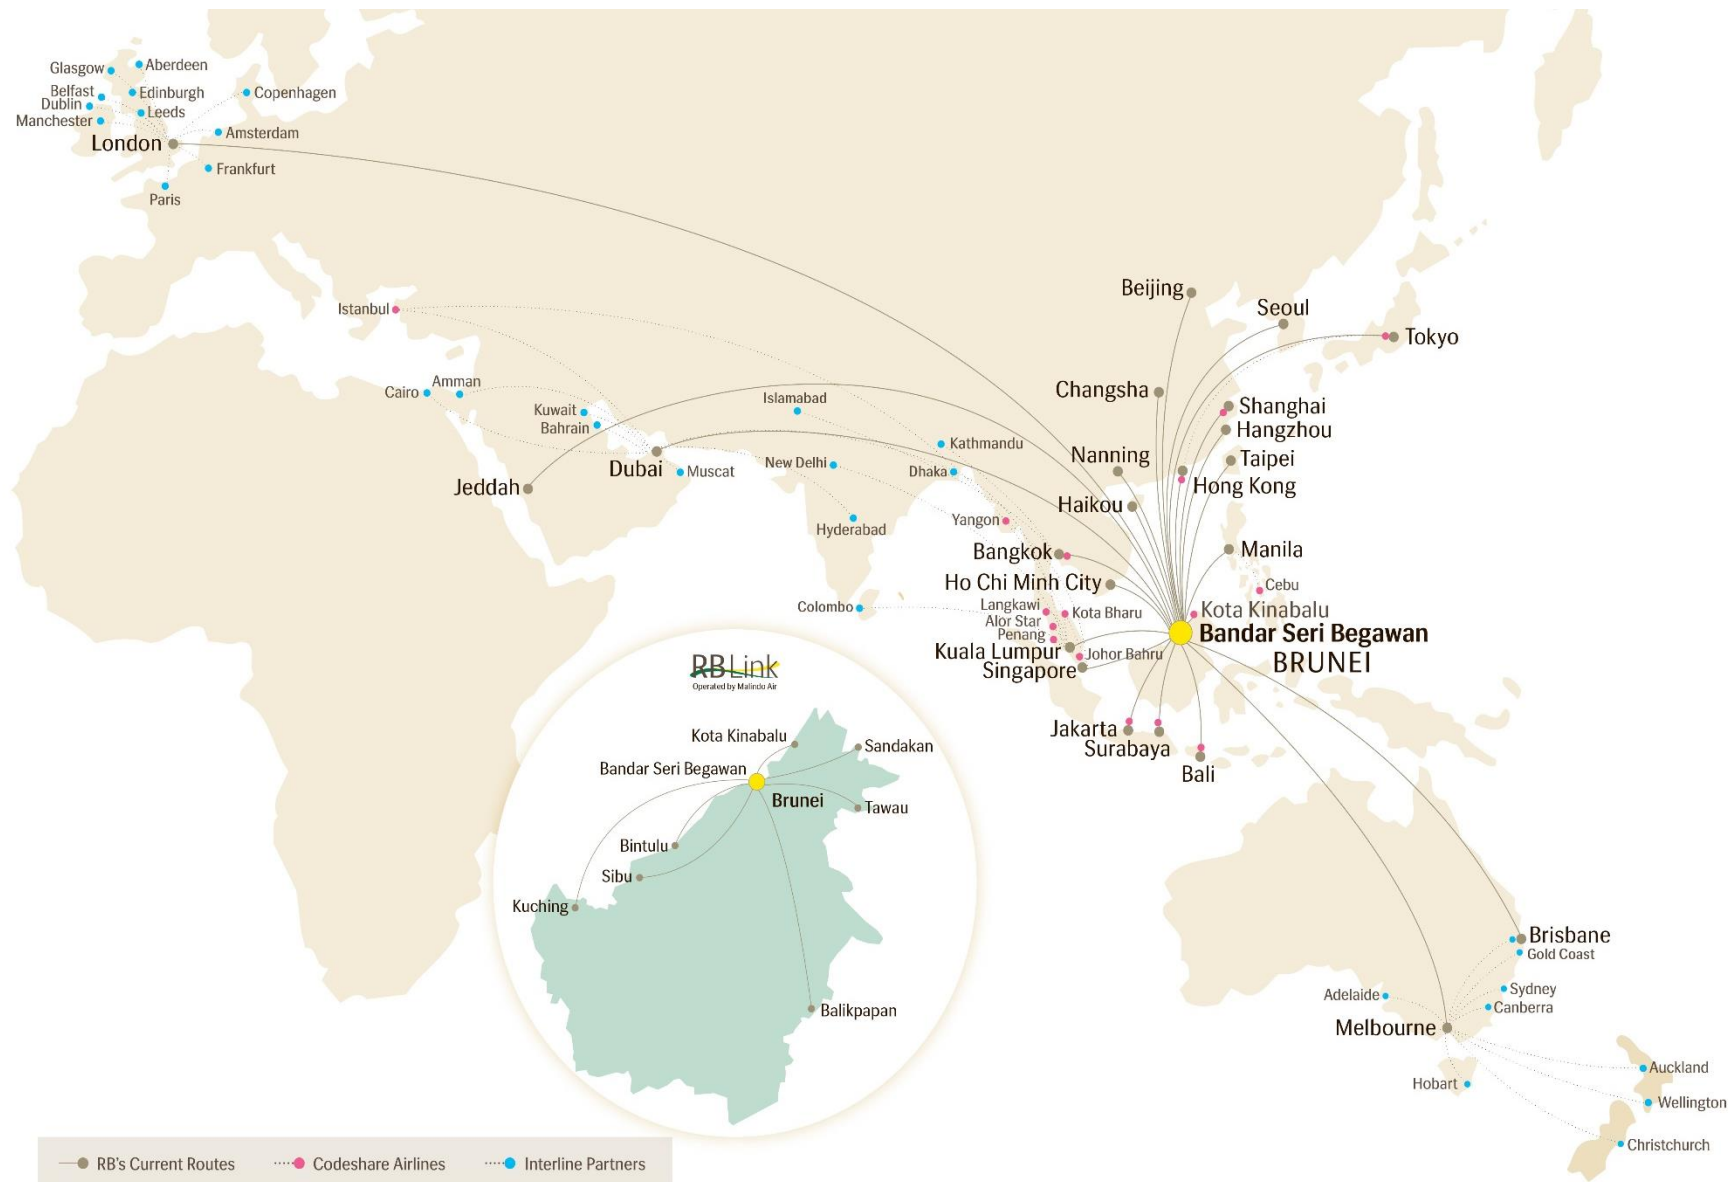 Glasgow
Aberdeen
Belfast
Edinburgh
Copenhagen
Dublin
Leeds
Manchester
Amsterdam
London
Frankfurt
Paris
Beijing
Seoul
Istanbul
Tokyo
Amman
Cairo
Changsha
Islamabad
Kuwait
Shanghai
Bahrain
Hangzhou
Kathmandu
Nanning
Taipei
New Delhi
Dubai
Muscat
Dhaka
Jeddah
Hong Kong
Haikou
Yangon
Hyderabad
Bangkok
Manila
Ho Chi Minh City
Cebu
Colombo
Langkawi
Kota Bharu
Kota Kinabalu
Alor Star
Penang
Bandar Seri Begawan
BRUNEI
Kuala Lumpur
Johor Bahru
Singapore
RBLink
Operated by Malindo Air
Jakarta
Surabaya
Bali
Kota Kinabalu
Sandakan
Bandar Seri Begawan
Brunei
Tawau
Bintulu
Sibu
Kuching
Balikpapan
Brisbane
Gold Coast
Adelaide
Sydney
Canberra
Melbourne
Auckland
Hobart
Wellington
Christchurch
RB's Current Routes
Codeshare Airlines
Interline Partners